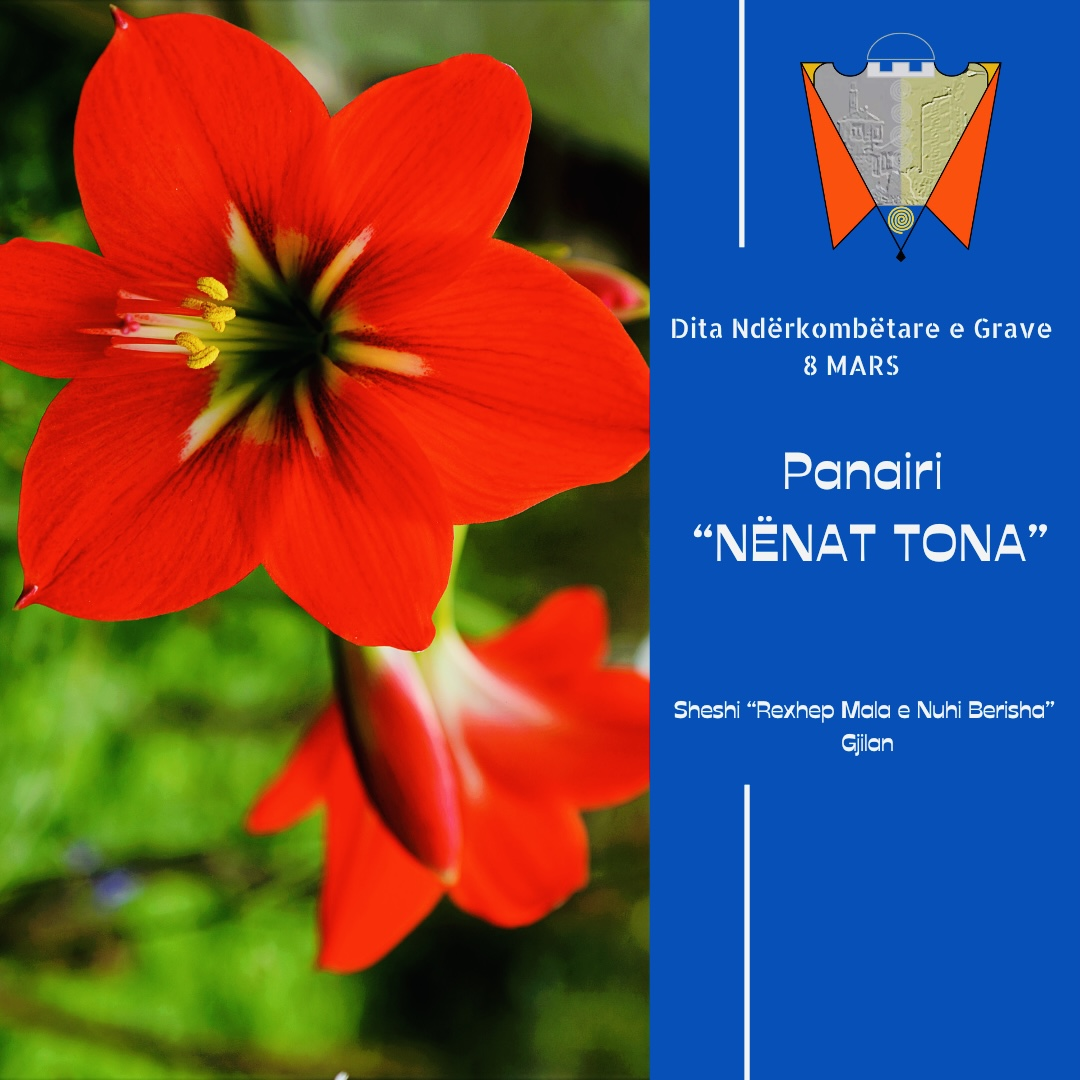 Dita Ndërkombëtare e Grave
8 MARS
Panairi
“NËNAT TONA”
Sheshi “Rexhep Mala e Nuhi Berisha”
Gjilan